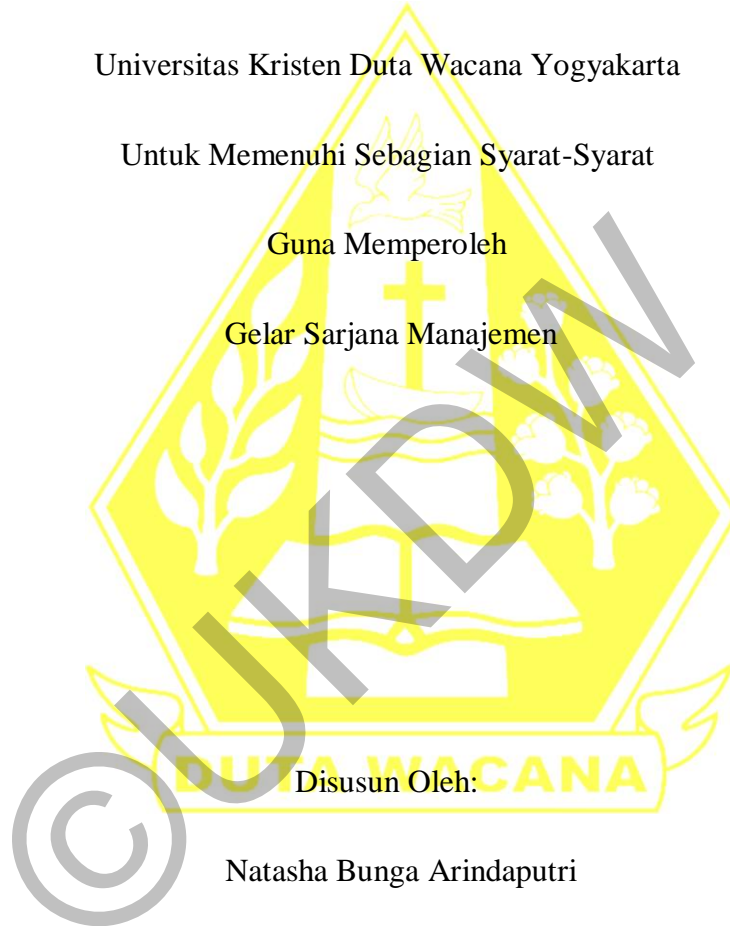 Universitas Kristen Duta Wacana Yogyakarta
Untuk Memenuhi Sebagian Syarat-Syarat
Guna Memperoleh
Gelar Sarjana Manajemen
DUTA WACANA
Disusun Oleh:
Natasha Bunga Arindaputri
©UKDW